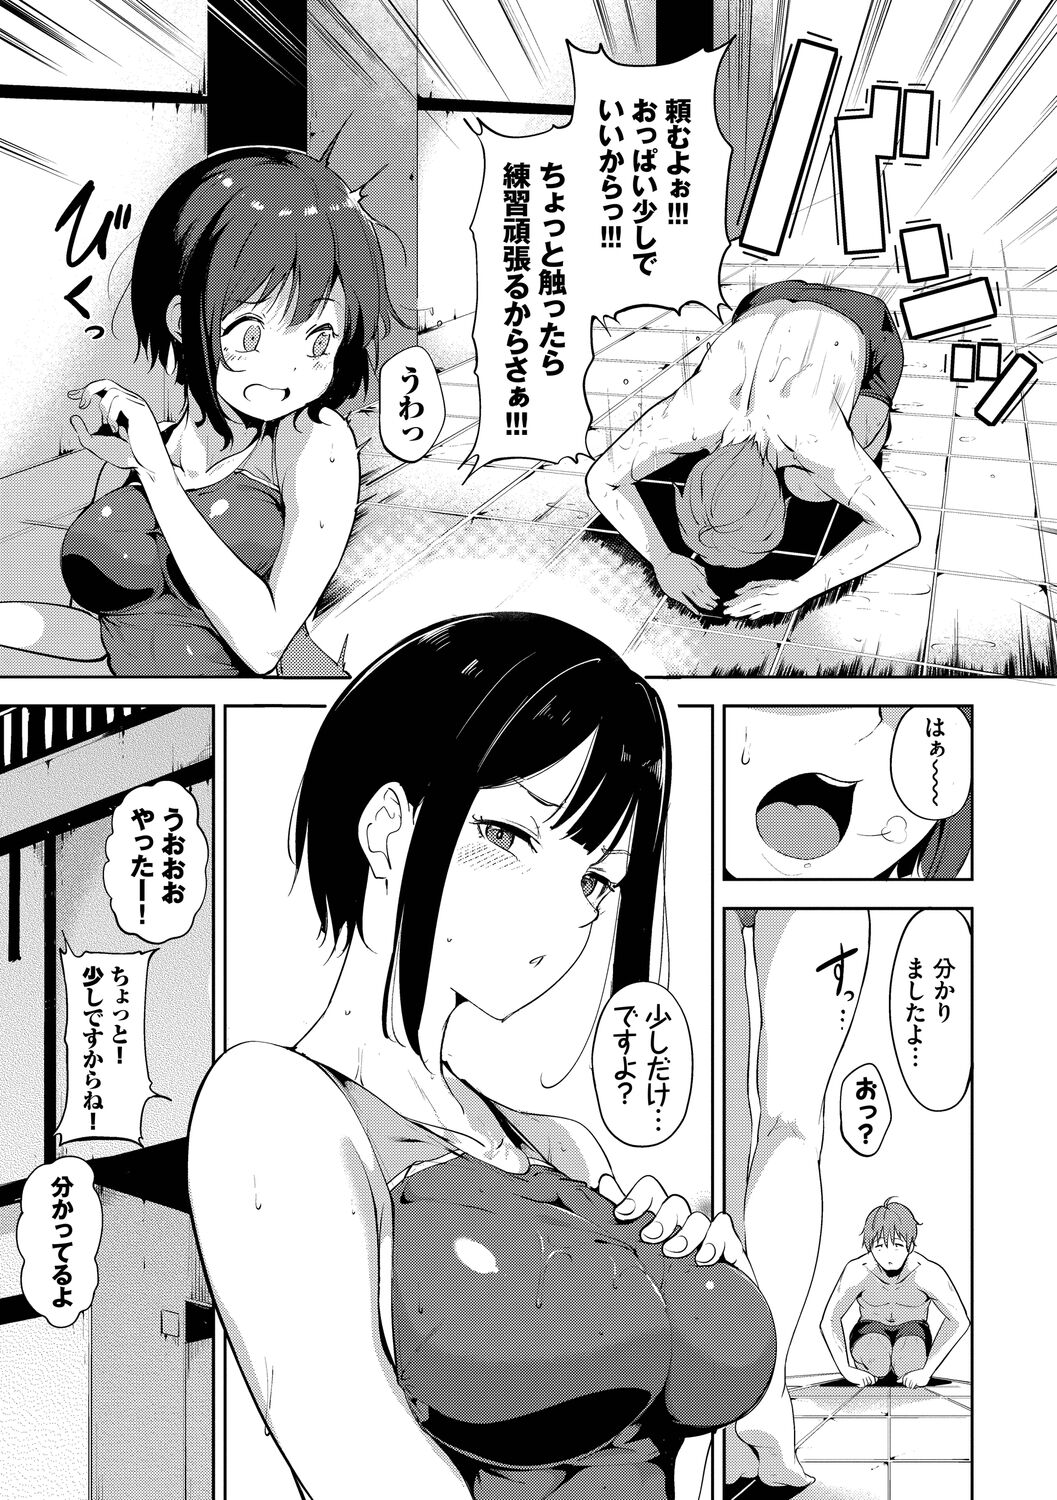 頼むよぉ!!!
おっぱい少しで
いいからっ!!!
ちょっと触ったら
練習頑張るからさぁ!!!
うわっ
びくっ
はぁ〜〜〜
分かり
ましたよ…
すっ…
おっ?
少しだけ…
ですよ?
うおおお
やったー!
ちょっと!
少しですからね!
分かってるよ